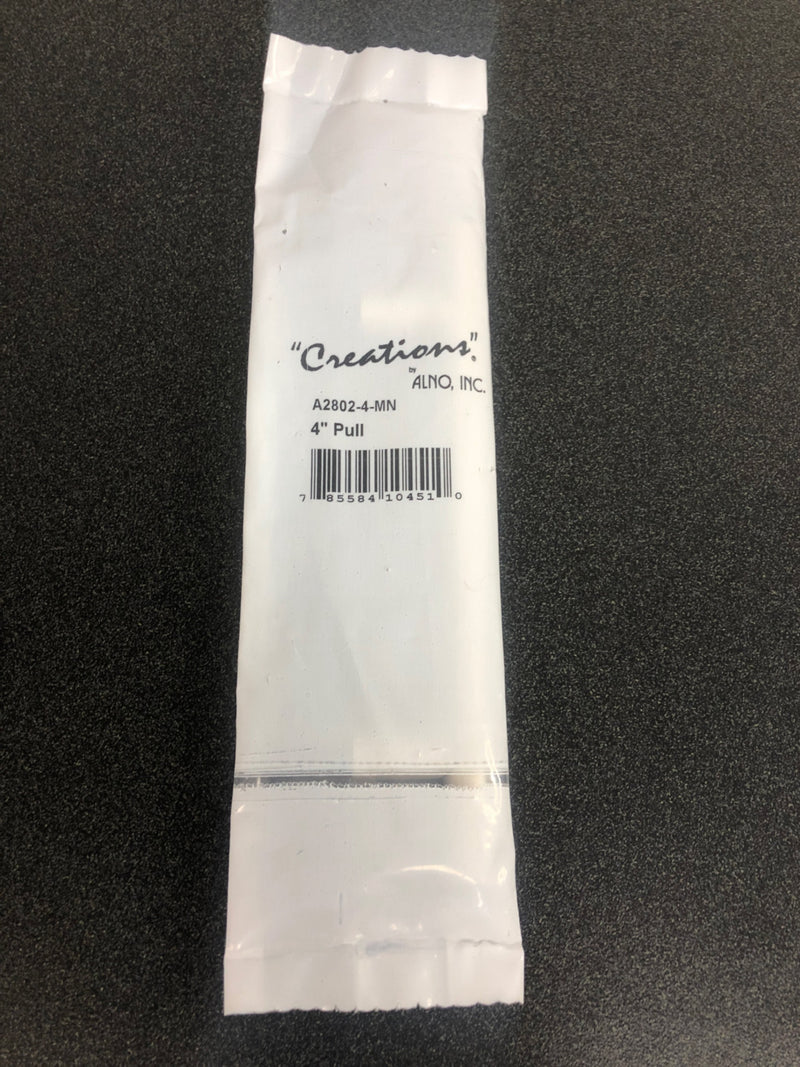 "Creations"®
by
ALNO, INC.
A2802-4-MN
4" Pull
7 85584 10451 0